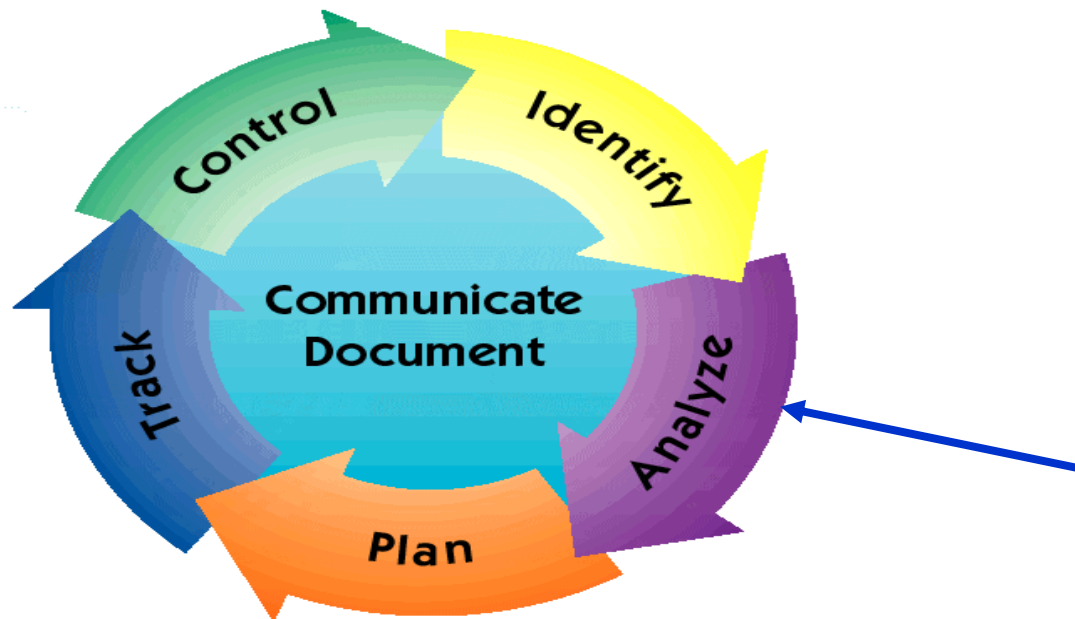 Control
Identify
Communicate
Document
Analyze
Track
Plan